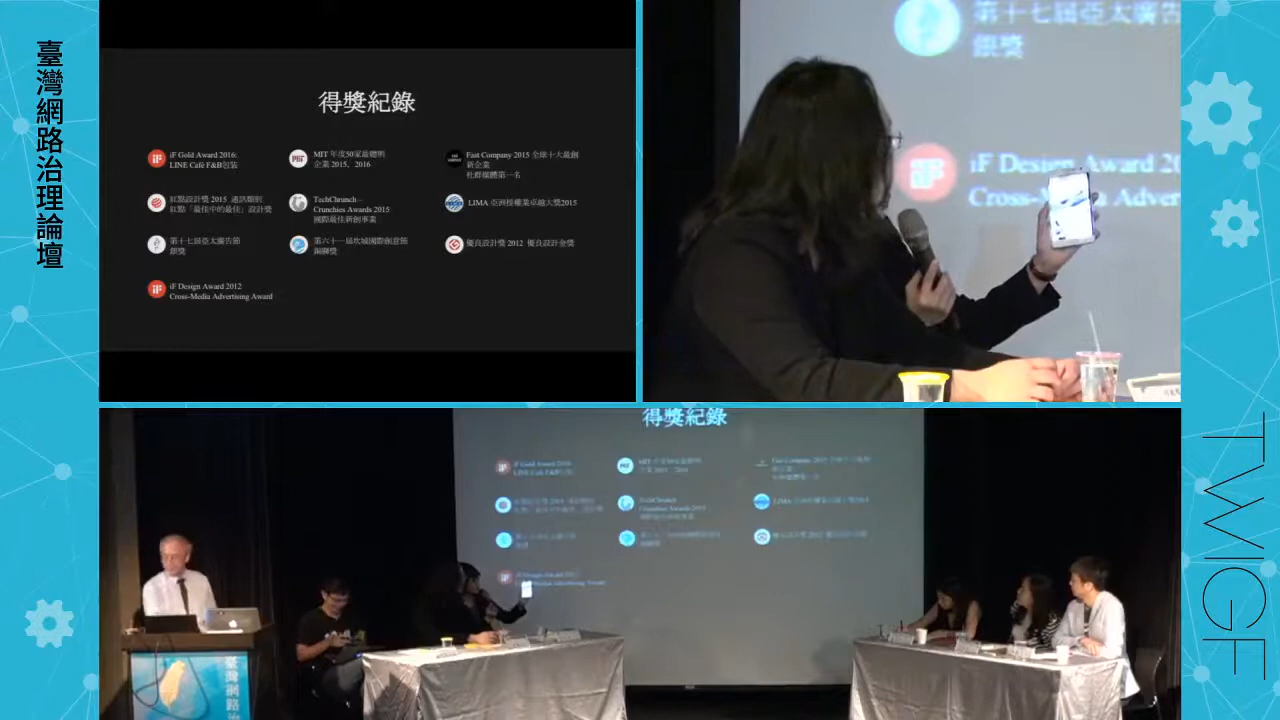 臺灣網路治理論壇
得獎紀錄
iF Gold Award 2016:
LINE Cafe F&B包裝
MIT 年度50家最聰明
企業 2015、2016
Fast Company 2015 全球十大最創
新企業
社群媒體第一名
紅點設計獎 2015 通訊類別
紅點「最佳中的最佳」設計獎
TechChrunch –
Crunchies Awards 2015
國際最佳新創事業
LIMA 亞洲授權業卓越大獎2015
第十七屆亞太廣告節
銀獎
第六十一屆坎城國際創意節
銅獅獎
優良設計獎 2012 優良設計金獎
iF Design Award 2012
Cross-Media Advertising Award
第十七屆亞太廣告
銀獎
iF Design Award 20
Cross- Adver
得獎紀錄
臺灣網路治
TWIGF